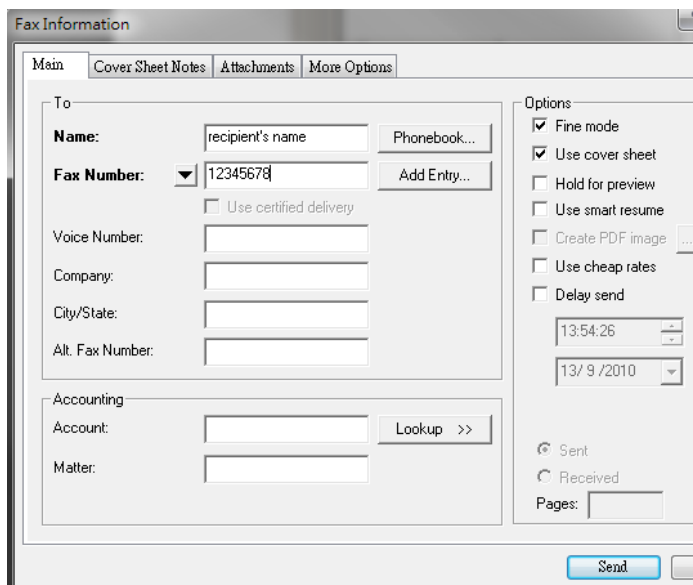 Fax Information
Main Cover Sheet Notes Attachments More Options
To
Name: recipient's name Phonebook...
Fax Number: 12345678 Add Entry...
Use certified delivery
Voice Number:
Company:
City/State:
Alt. Fax Number:
Accounting
Account: Lookup >>
Matter:
Options
Fine mode
Use cover sheet
Hold for preview
Use smart resume
Create PDF image ...
Use cheap rates
Delay send
13:54:26
13/ 9 /2010
Sent
Received
Pages:
Send